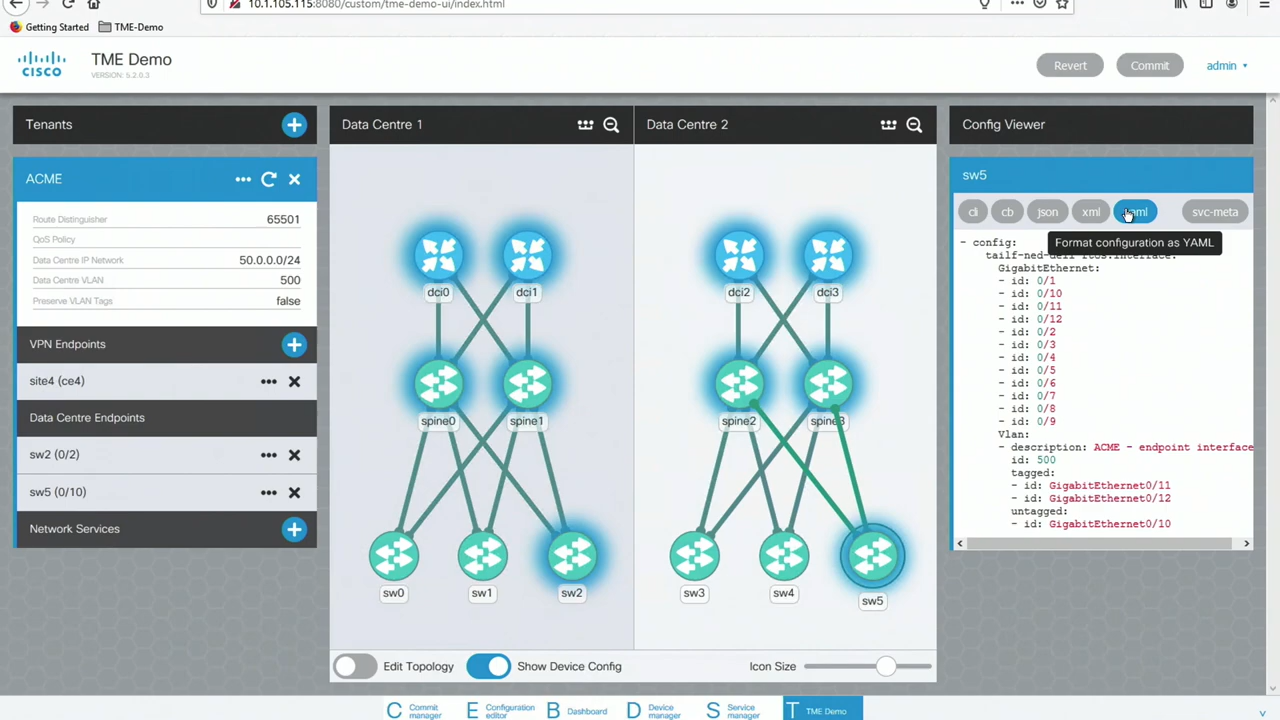 10.1.105.115:8080/custom/tme-demo-ui/index.html
Getting Started
TME-Demo
CISCO
TME Demo
VERSION: 5.2.0.3
Revert
Commit
admin
Tenants
ACME
Route Distinguisher 65501
QoS Policy
Data Centre IP Network 50.0.0.0/24
Data Centre VLAN 500
Preserve VLAN Tags false
VPN Endpoints
site4 (ce4)
Data Centre Endpoints
sw2 (0/2)
sw5 (0/10)
Network Services
Data Centre 1
dci0
dci1
spine0
spine1
sw0
sw1
sw2
Data Centre 2
dci2
dci3
spine2
spine3
sw3
sw4
sw5
Edit Topology
Show Device Config
Icon Size
Config Viewer
sw5
cli
cb
json
xml
yaml
svc-meta
Format configuration as YAML
- config:
GigabitEthernet:
- id: 0/1
- id: 0/10
- id: 0/11
- id: 0/12
- id: 0/2
- id: 0/3
- id: 0/4
- id: 0/5
- id: 0/6
- id: 0/7
- id: 0/8
- id: 0/9
Vlan:
- description: ACME - endpoint interface
id: 500
tagged:
- id: GigabitEthernet0/11
- id: GigabitEthernet0/12
untagged:
- id: GigabitEthernet0/10
C Commit manager
E Configuration editor
B Dashboard
D Device manager
S Service manager
T TME Demo